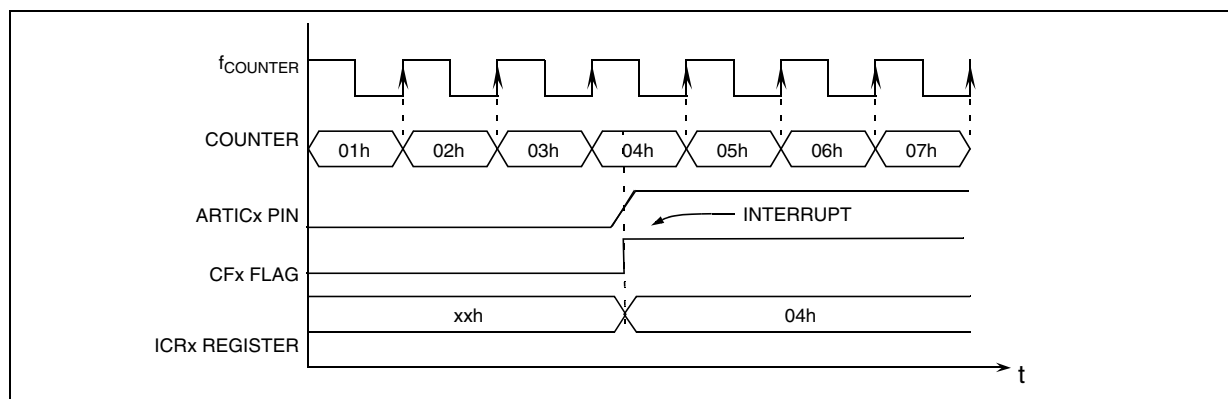 fCOUNTER
COUNTER 01h 02h 03h 04h 05h 06h 07h
ARTICx PIN INTERRUPT
CFx FLAG
xxh 04h
ICRx REGISTER
t